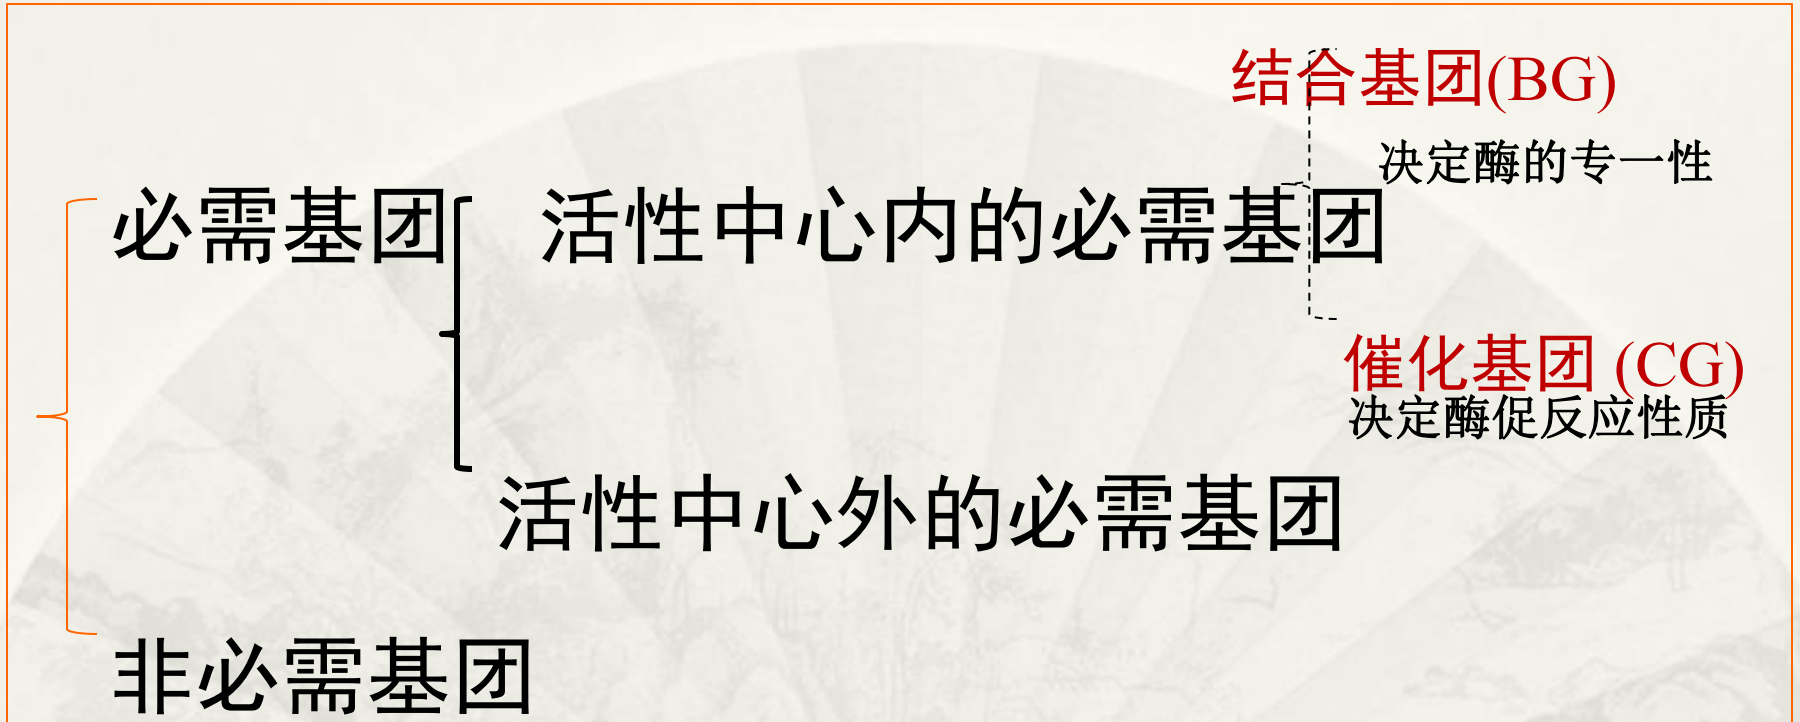 结合基团(BG)
决定酶的专一性
必需基团 活性中心内的必需基团
催化基团 (CG)
决定酶促反应性质
活性中心外的必需基团
非必需基团